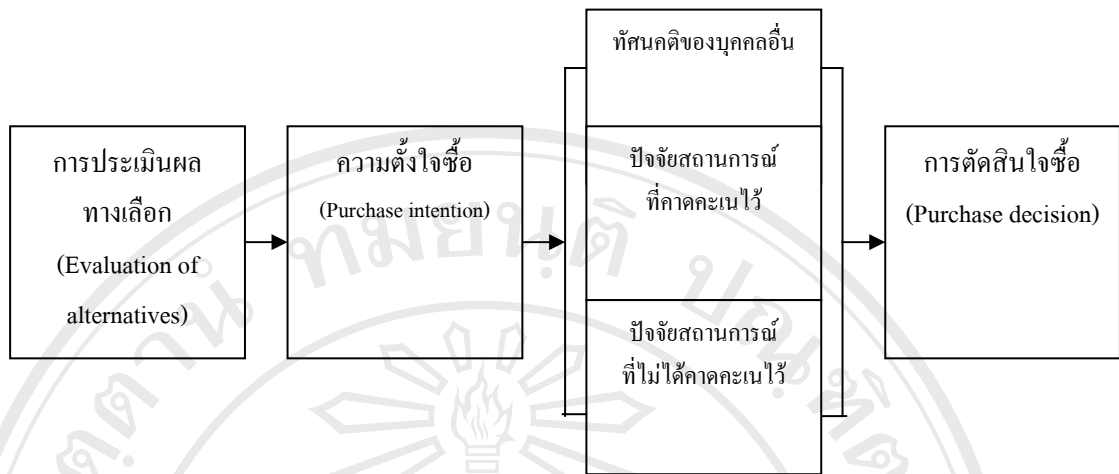 การประเมินผล
ทางเลือก
(Evaluation of
alternatives)
ความตั้งใจซื้อ
(Purchase intention)
ทัศนคติของบุคคลอื่น
ปัจจัยสถานการณ์
ที่คาดคะเนไว้
ปัจจัยสถานการณ์
ที่ไม่ได้คาดคะเนไว้
การตัดสินใจซื้อ
(Purchase decision)